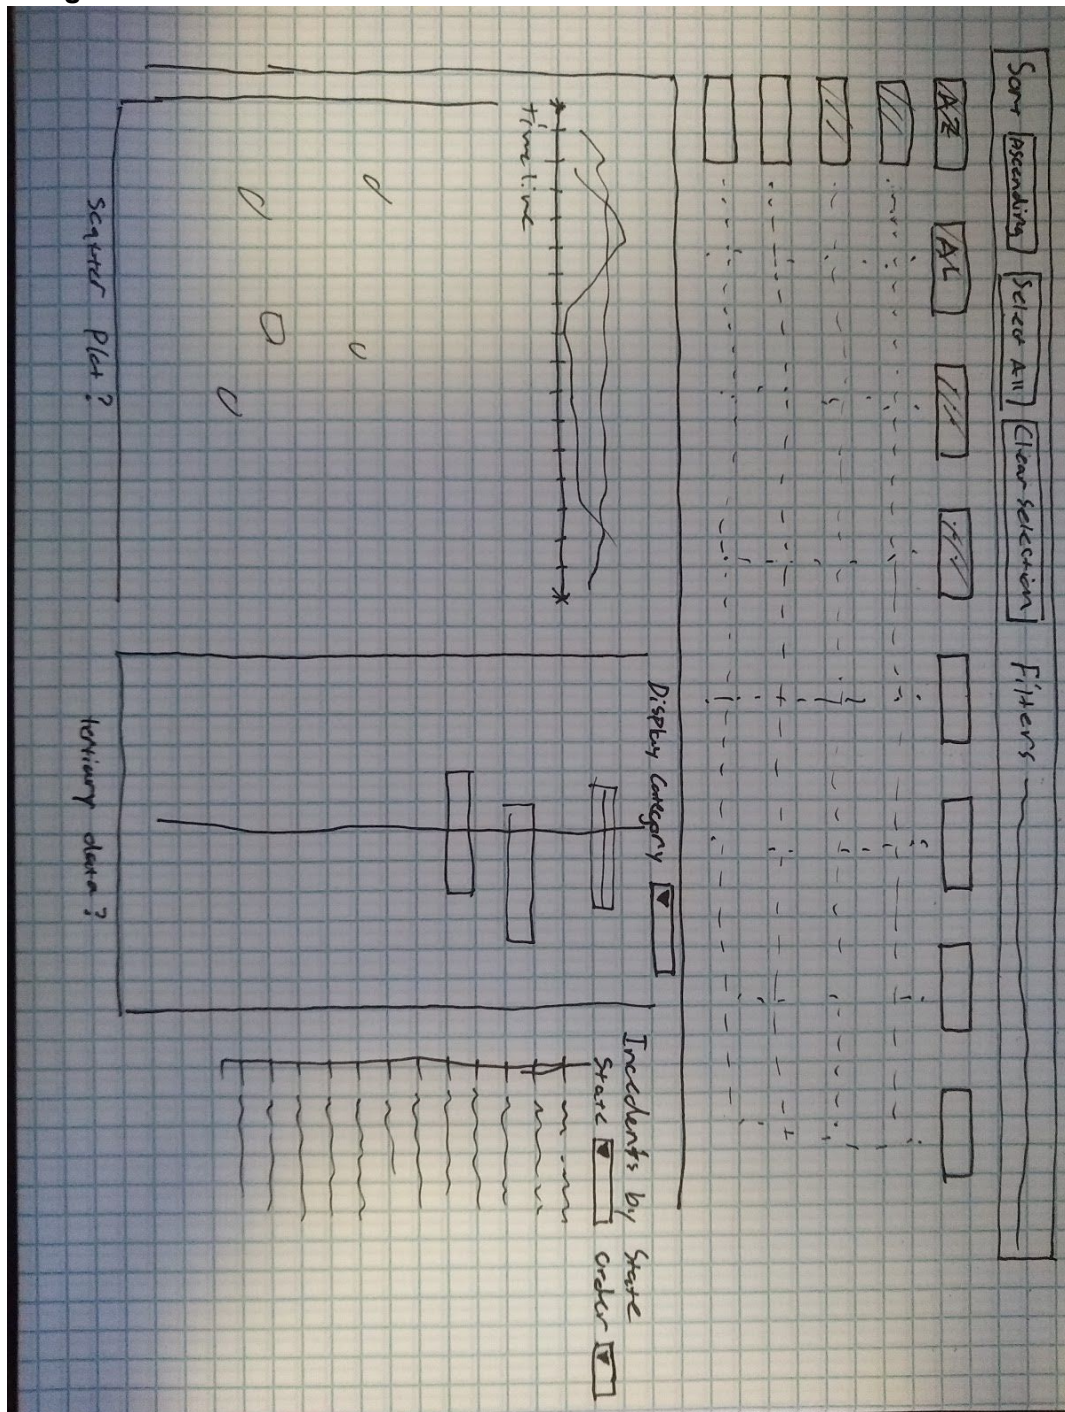 Sort Ascending Select All Clear Selection Filters
AZ AL
Display Category
Incidents by State
State Order
timeline
Scatter Plot?
tertiary data?